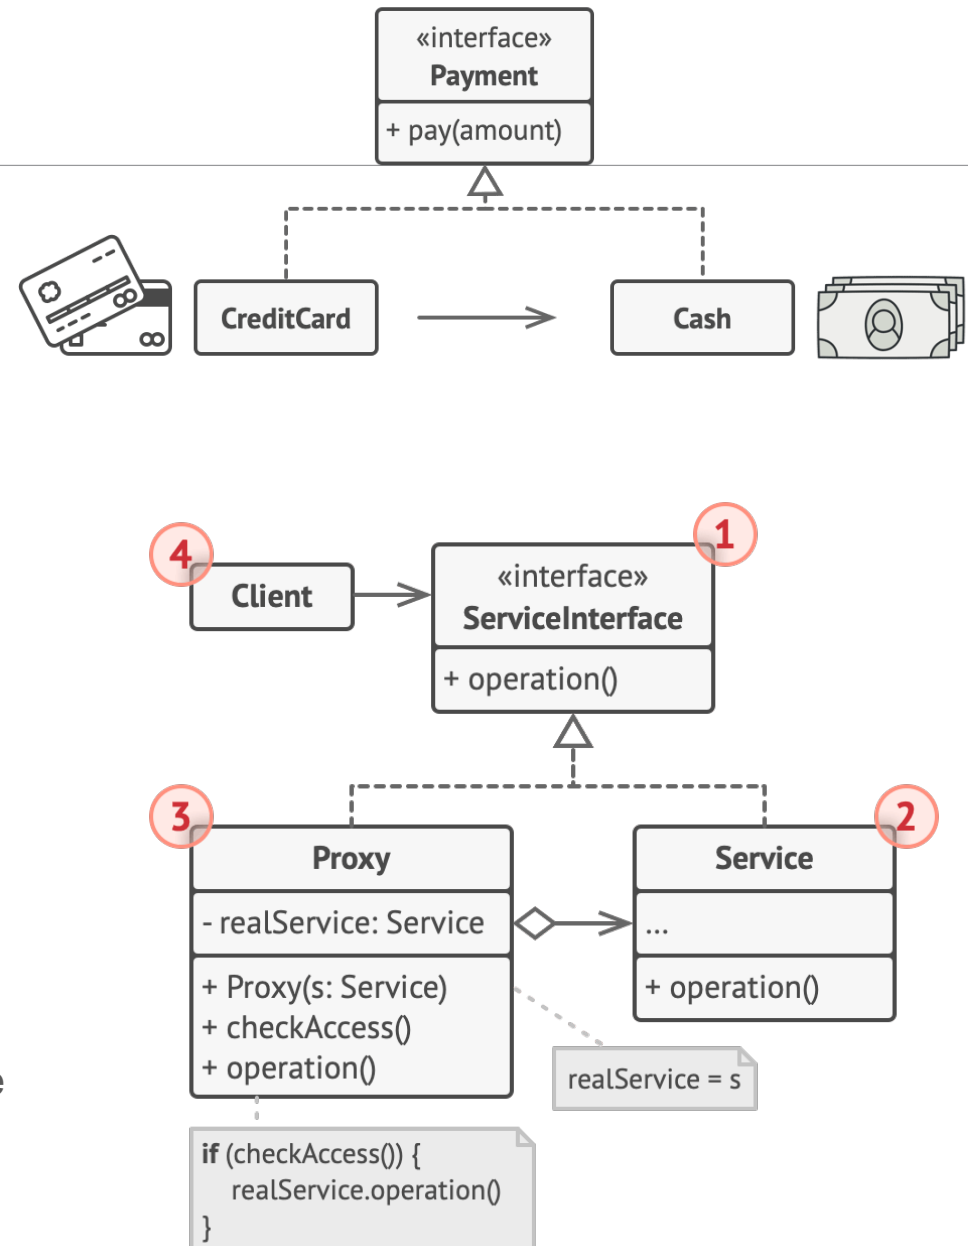 «interface»
Payment
+ pay(amount)
CreditCard
Cash
4
1
Client
«interface»
ServiceInterface
+ operation()
3
2
Proxy
Service
- realService: Service
...
+ Proxy(s: Service)
+ checkAccess()
+ operation()
+ operation()
realService = s
e
if (checkAccess()) {
realService.operation()
}